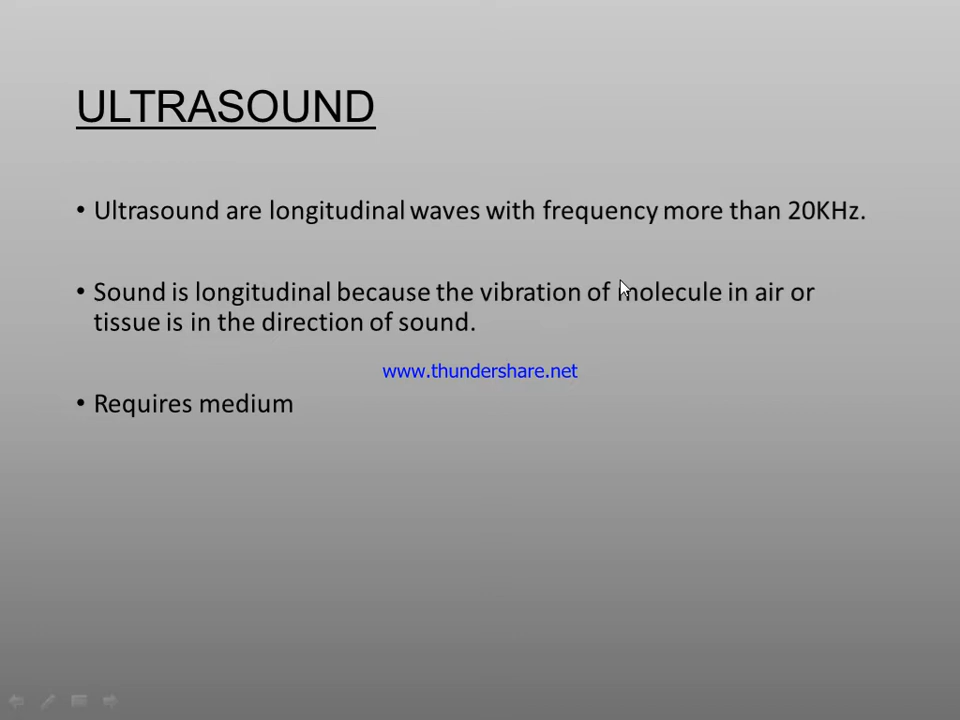 ULTRASOUND
• Ultrasound are longitudinal waves with frequency more than 20KHz.
• Sound is longitudinal because the vibration of molecule in air or
tissue is in the direction of sound.
www.thundershare.net
• Requires medium